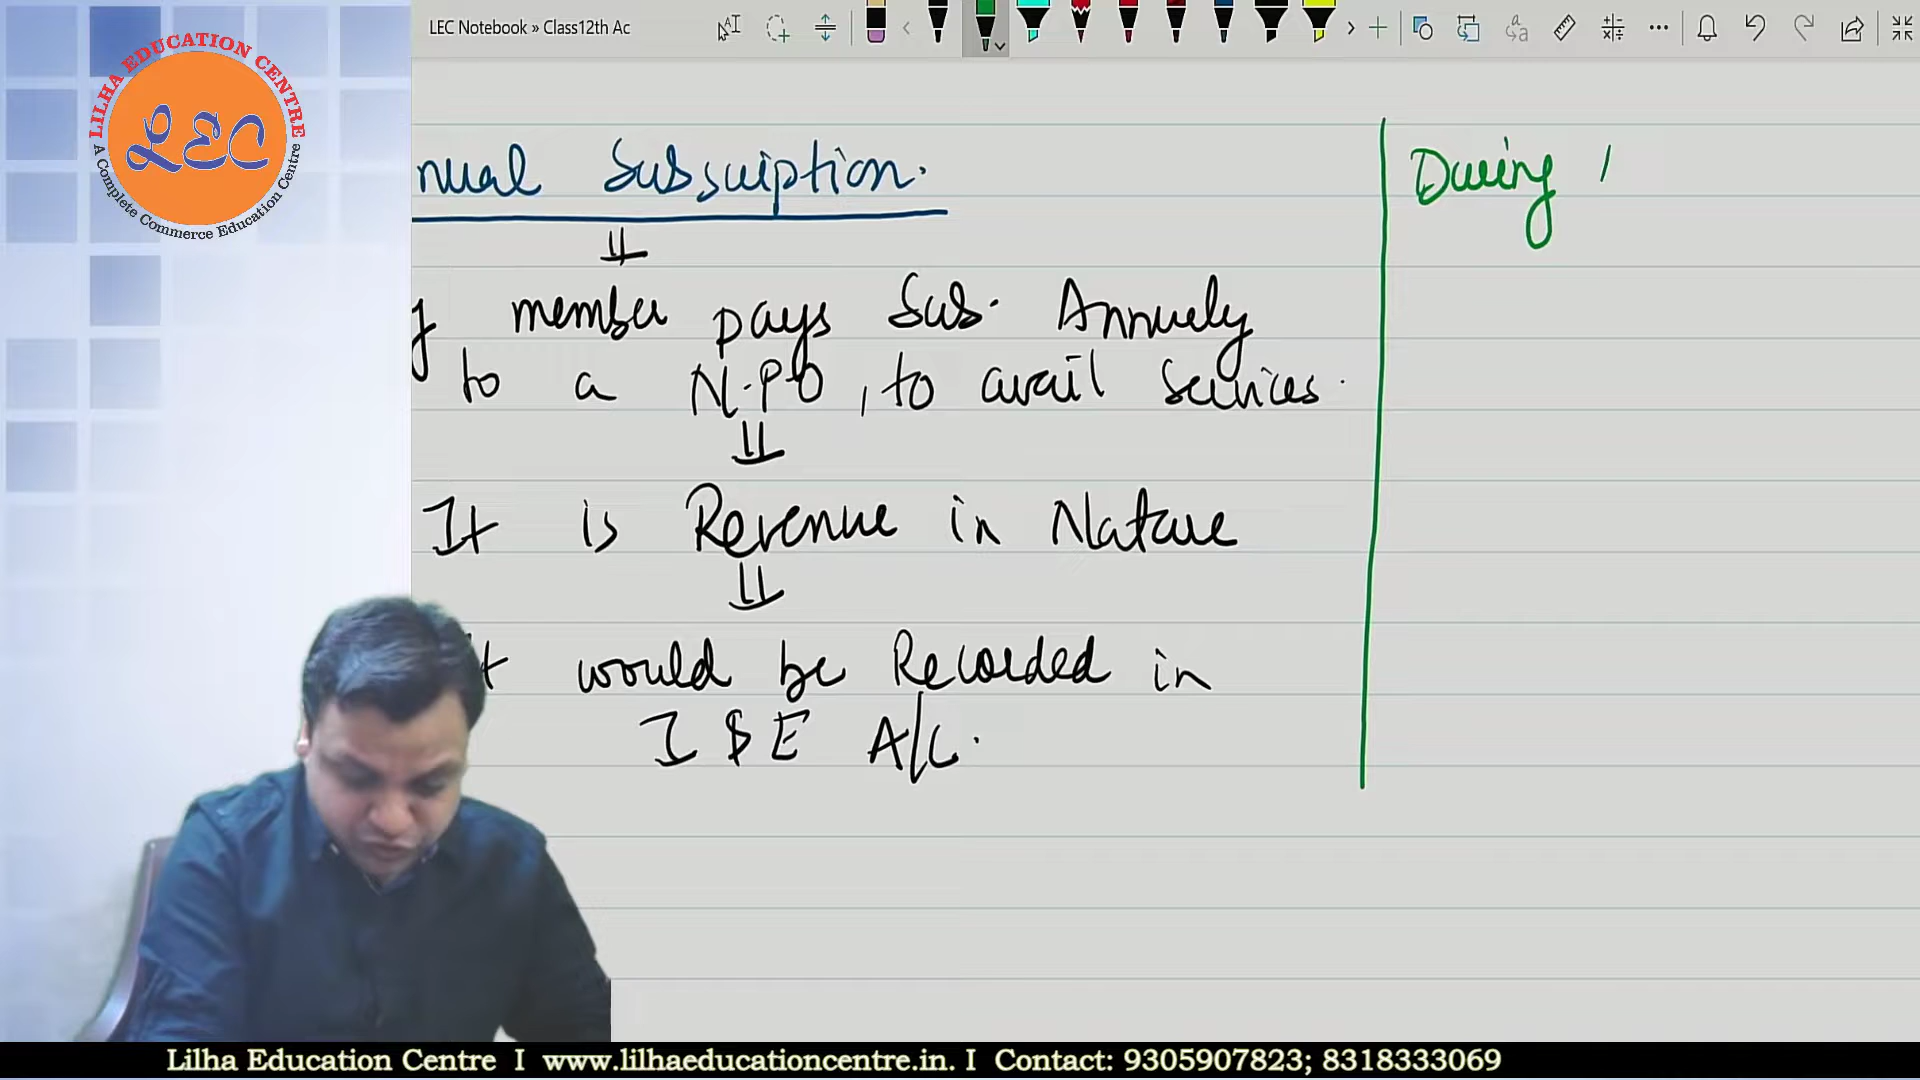 LILHA EDUCATION CENTRE
LEC
A Complete Commerce Education Centre
LEC Notebook » Class12th Ac
nual Subscription.
member pays Sub. Annuely
to a N.P.O, to avail Services.
It is Revenue in Nature
would be Recorded in
I & E A/c.
During
Lilha Education Centre I www.lilhaeducationcentre.in. I Contact: 9305907823; 8318333069